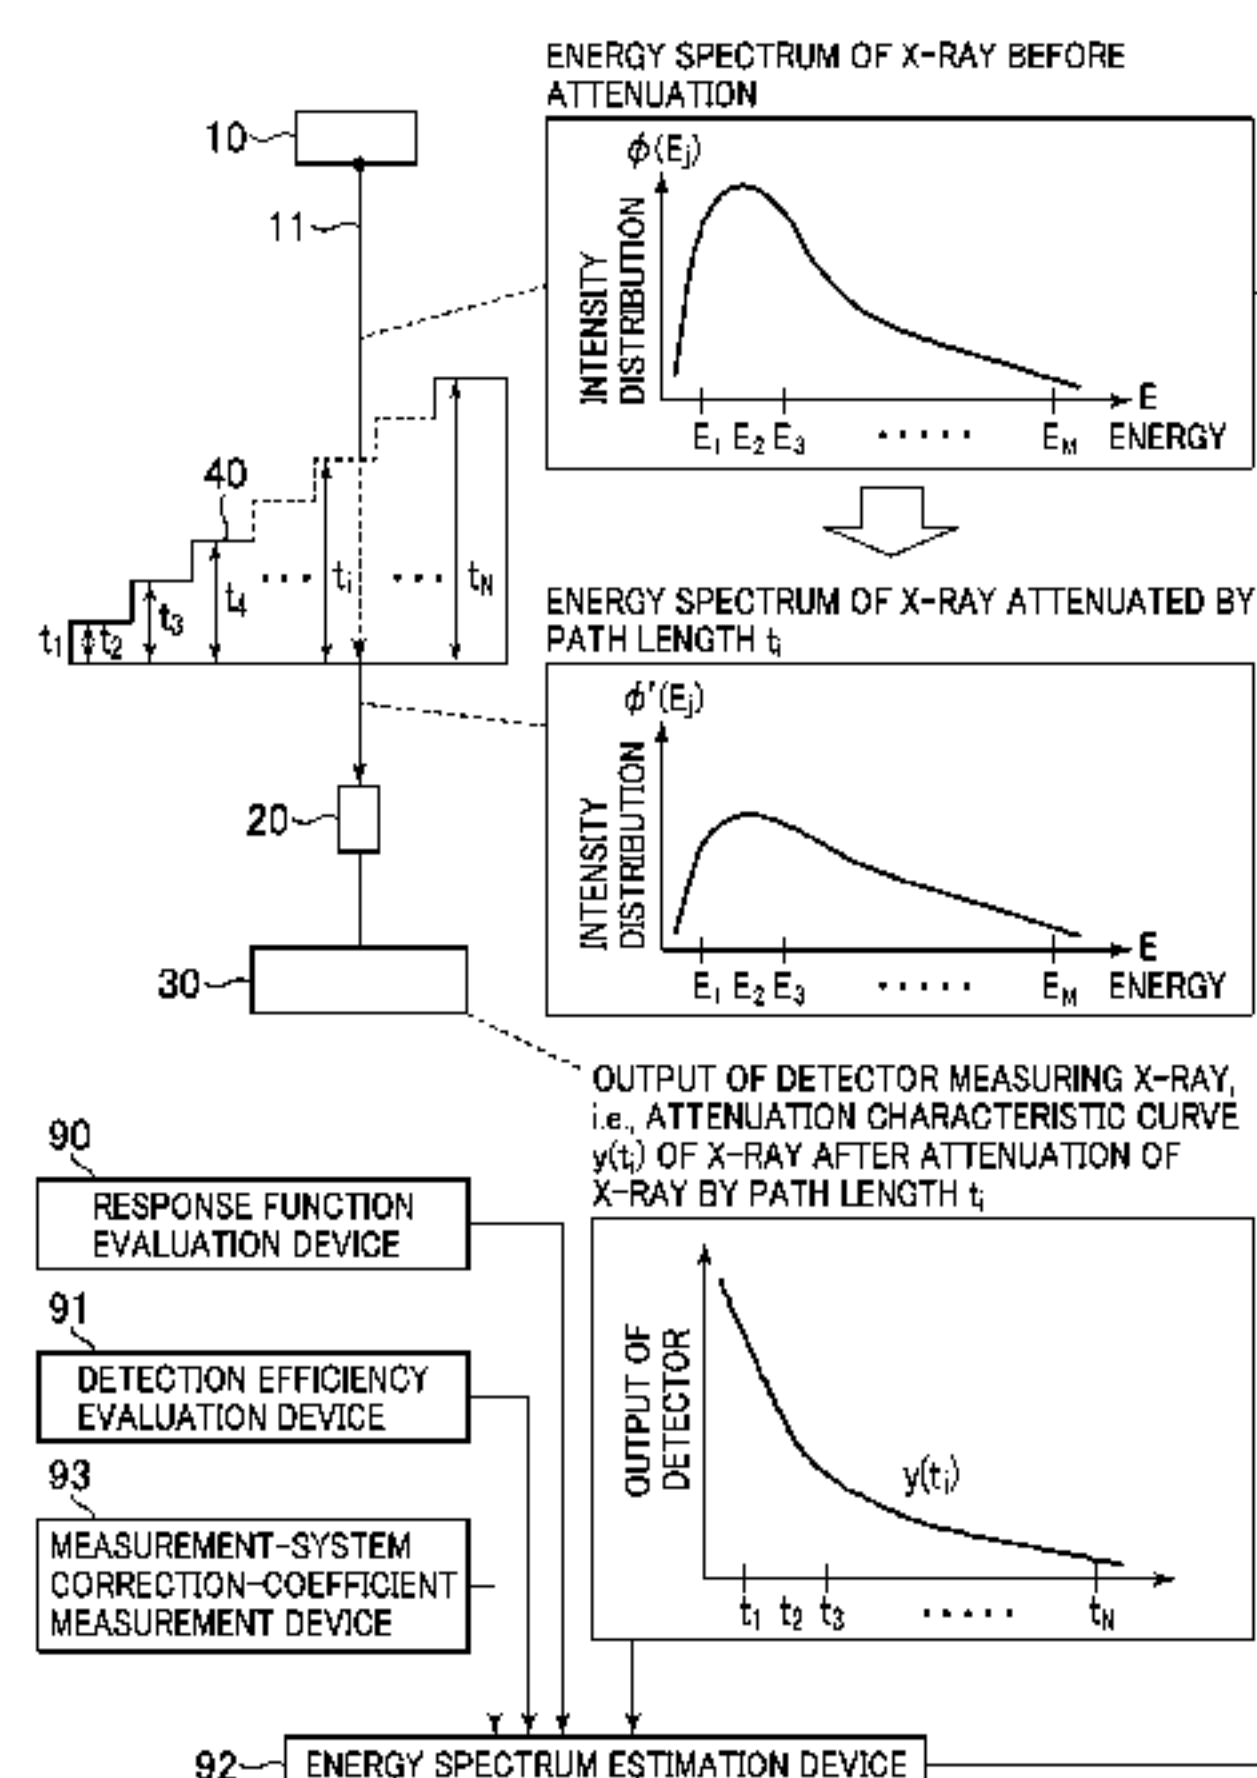 ENERGY SPECTRUM OF X-RAY BEFORE
ATTENUATION
10
11
ϕ(Ej)
INTENSITY
DISTRIBUTION
E
E1 E2 E3 ..... EM ENERGY
40
t1 t2 t3 t4 ... ti ... tN
ENERGY SPECTRUM OF X-RAY ATTENUATED BY
PATH LENGTH ti
ϕ'(Ej)
INTENSITY
DISTRIBUTION
E
E1 E2 E3 ..... EM ENERGY
20
30
OUTPUT OF DETECTOR MEASURING X-RAY,
i.e., ATTENUATION CHARACTERISTIC CURVE
y(ti) OF X-RAY AFTER ATTENUATION OF
X-RAY BY PATH LENGTH ti
90
RESPONSE FUNCTION
EVALUATION DEVICE
91
DETECTION EFFICIENCY
EVALUATION DEVICE
93
MEASUREMENT-SYSTEM
CORRECTION-COEFFICIENT
MEASUREMENT DEVICE
OUTPUT OF
DETECTOR
y(ti)
t1 t2 t3 ..... tN
92
ENERGY SPECTRUM ESTIMATION DEVICE